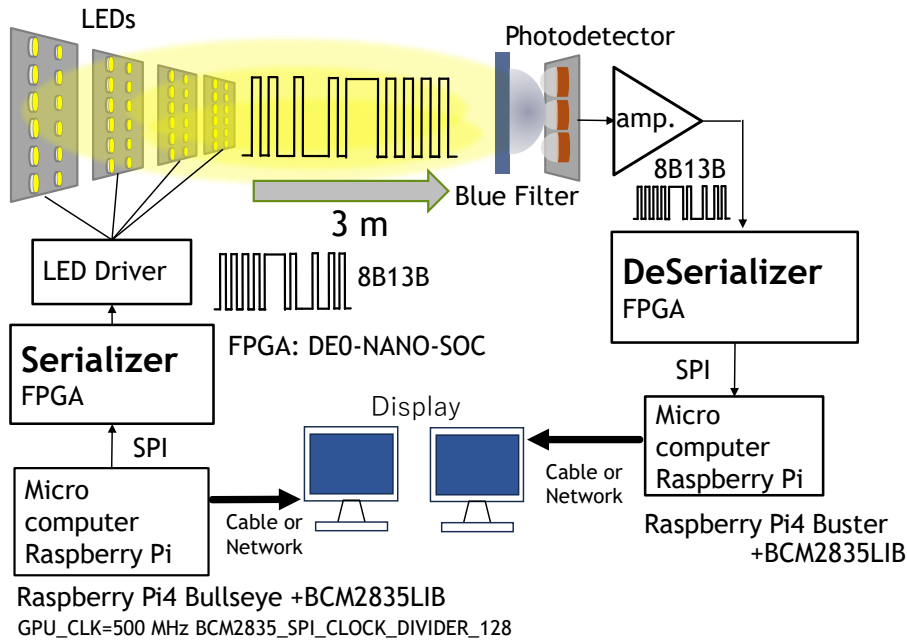 LEDs
Photodetector
amp.
Blue Filter
8B13B
3 m
LED Driver
8B13B
DeSerializer
FPGA
FPGA: DE0-NANO-SOC
Serializer
FPGA
SPI
SPI
Display
Micro
computer
Raspberry Pi
Cable or
Network
Micro
computer
Raspberry Pi
Cable or
Network
Raspberry Pi4 Buster
+BCM2835LIB
Raspberry Pi4 Bullseye +BCM2835LIB
GPU_CLK=500 MHz BCM2835_SPI_CLOCK_DIVIDER_128